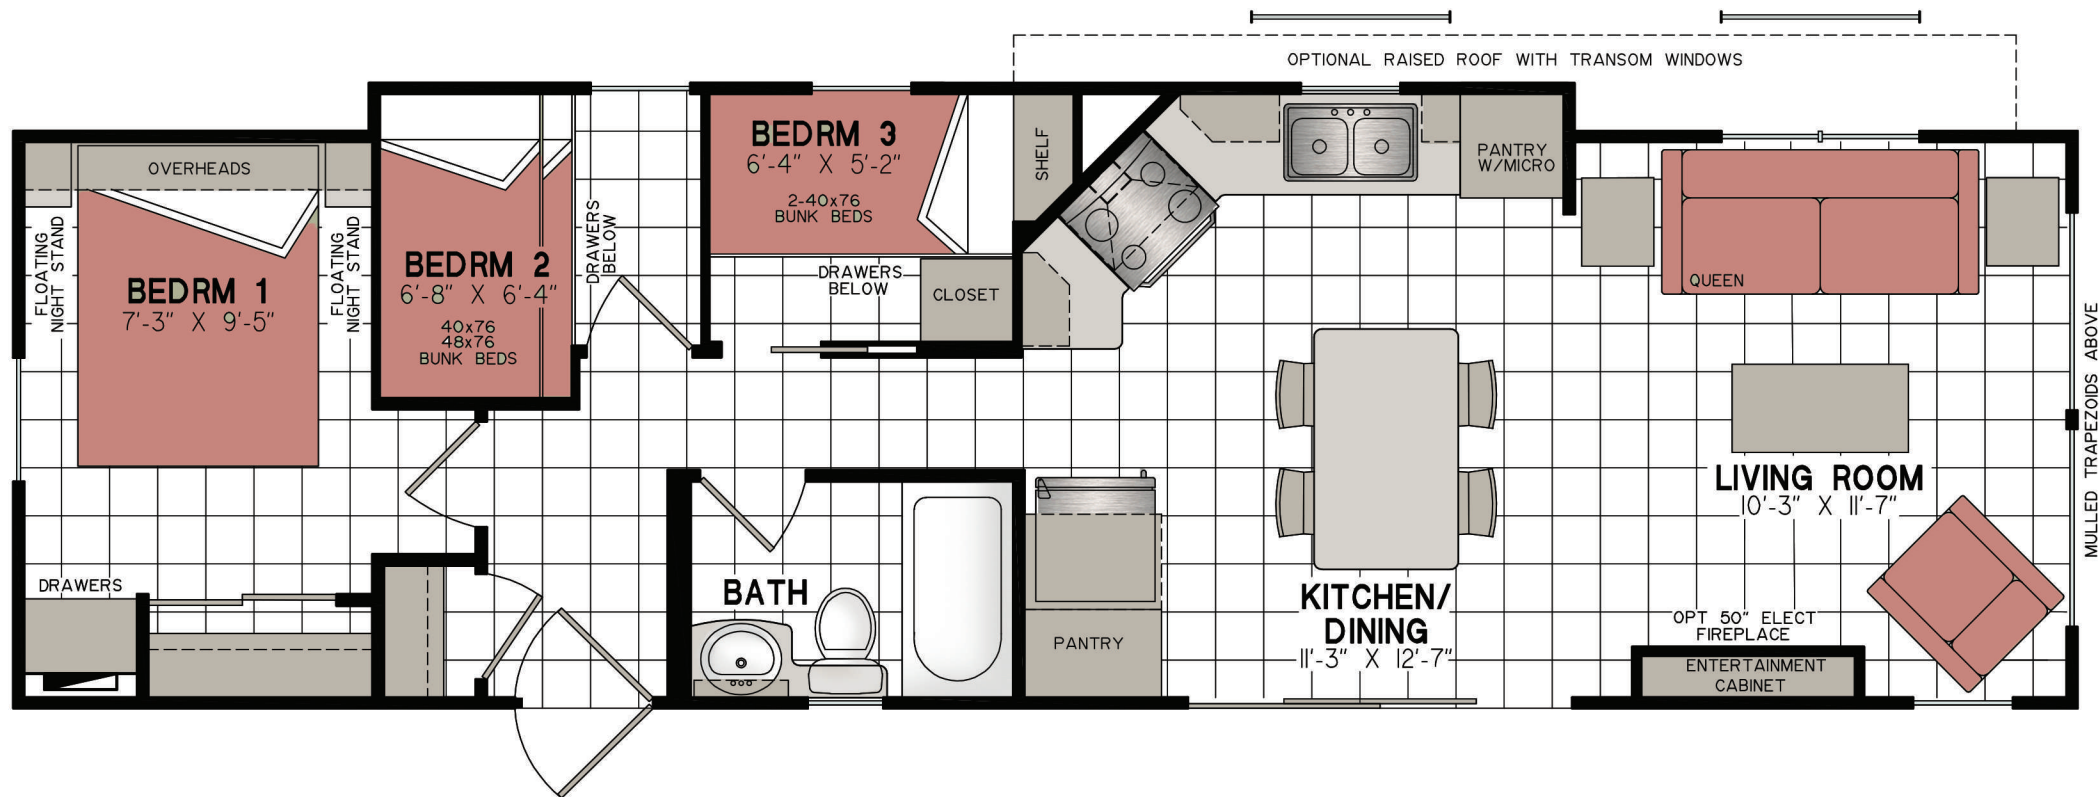 OPTIONAL RAISED ROOF WITH TRANSOM WINDOWS
OVERHEADS
FLOATING
NIGHT STAND
FLOATING
NIGHT STAND
BEDRM 1
7'-3" X 9'-5"
DRAWERS
BEDRM 2
6'-8" X 6'-4"
40x76
48x76
BUNK BEDS
DRAWERS
BELOW
BEDRM 3
6'-4" X 5'-2"
2-40x76
BUNK BEDS
DRAWERS
BELOW
CLOSET
SHELF
PANTRY
W/MICRO
QUEEN
MULLED TRAPEZOIDS ABOVE
LIVING ROOM
10'-3" X 11'-7"
BATH
PANTRY
KITCHEN/
DINING
11'-3" X 12'-7"
OPT 50" ELECT
FIREPLACE
ENTERTAINMENT
CABINET